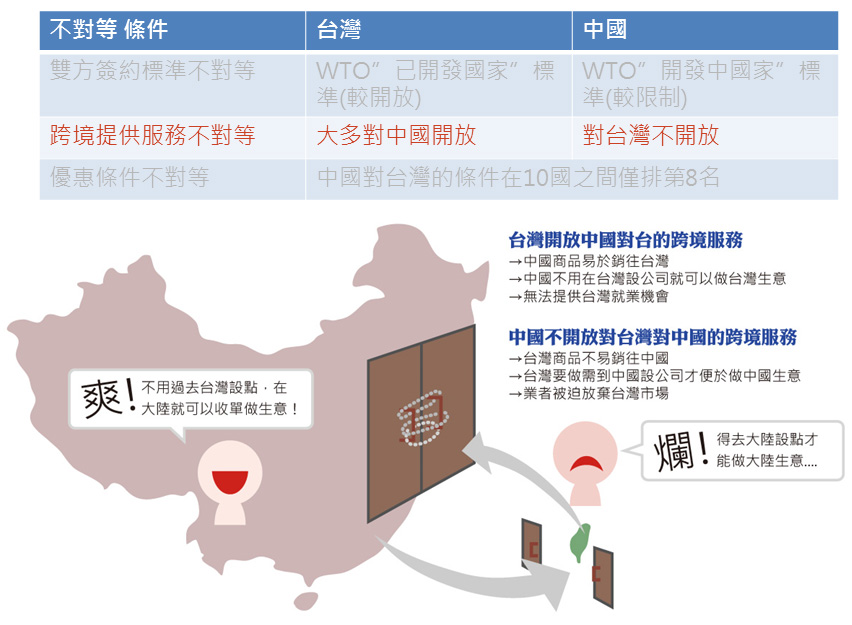 不對等 條件 台灣 中國
雙方簽約標準不對等 WTO”已開發國家”標 WTO”開發中國家”標
準(較開放) 準(較限制)
跨境提供服務不對等 大多對中國開放 對台灣不開放
優惠條件不對等 中國對台灣的條件在10國之間僅排第8名
台灣開放中國對台的跨境服務
→中國商品易於銷往台灣
→中國不用在台灣設公司就可以做台灣生意
→無法提供台灣就業機會
中國不開放對台灣對中國的跨境服務
→台灣商品不易銷往中國
→台灣要做需到中國設公司才便於做中國生意
→業者被迫放棄台灣市場
爽! 不用過去台灣設點，在
大陸就可以收單做生意！
爛! 得去大陸設點才
能做大陸生意....